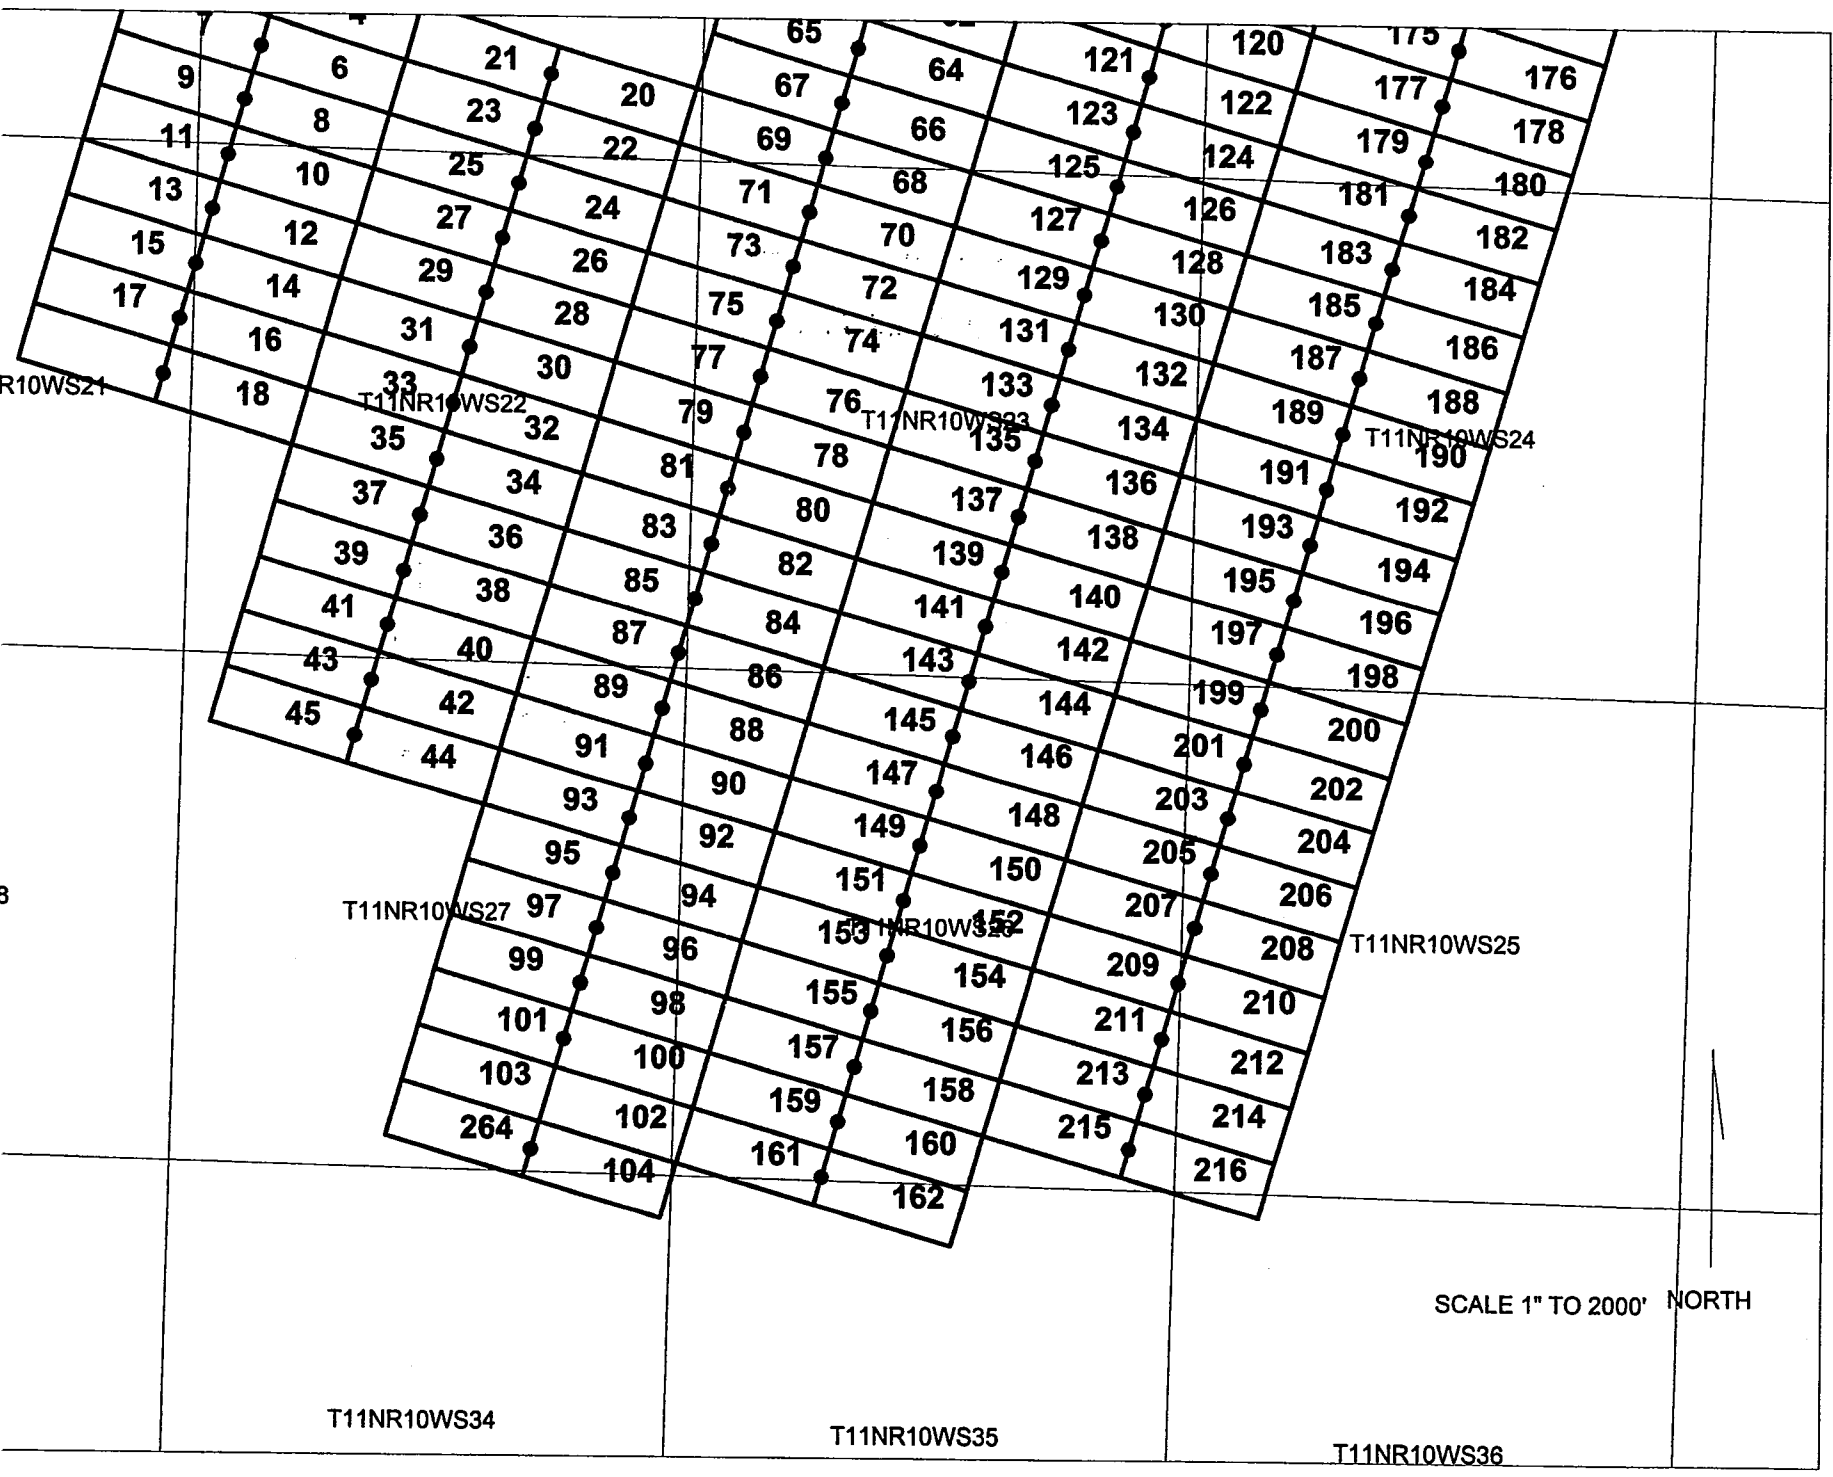 7 4 65 62 120 175
9 6 21 20 67 64 121 122 177 176
11 8 23 22 69 66 123 124 179 178
13 10 25 24 71 68 125 126 181 180
15 12 27 26 73 70 127 128 183 182
17 14 29 28 75 72 129 130 185 184
16 31 30 77 74 131 132 187 186
18 33 32 79 76 133 134 189 188
R10WS21 T11NR10WS22 T11NR10WS23 T11NR10WS24
35 34 81 78 135 136 191 190
37 36 83 80 137 138 193 192
39 38 85 82 139 140 195 194
41 40 87 84 141 142 197 196
43 42 89 86 143 144 199 198
45 44 91 88 145 146 201 200
93 90 147 148 203 202
95 92 149 150 205 204
97 94 151 152 207 206
8 T11NR10WS27 T11NR10WS26 T11NR10WS25
99 96 153 154 209 208
101 98 155 156 211 210
103 100 157 158 213 212
264 102 159 160 215 214
104 161 162 216
SCALE 1" TO 2000' NORTH
T11NR10WS34 T11NR10WS35 T11NR10WS36